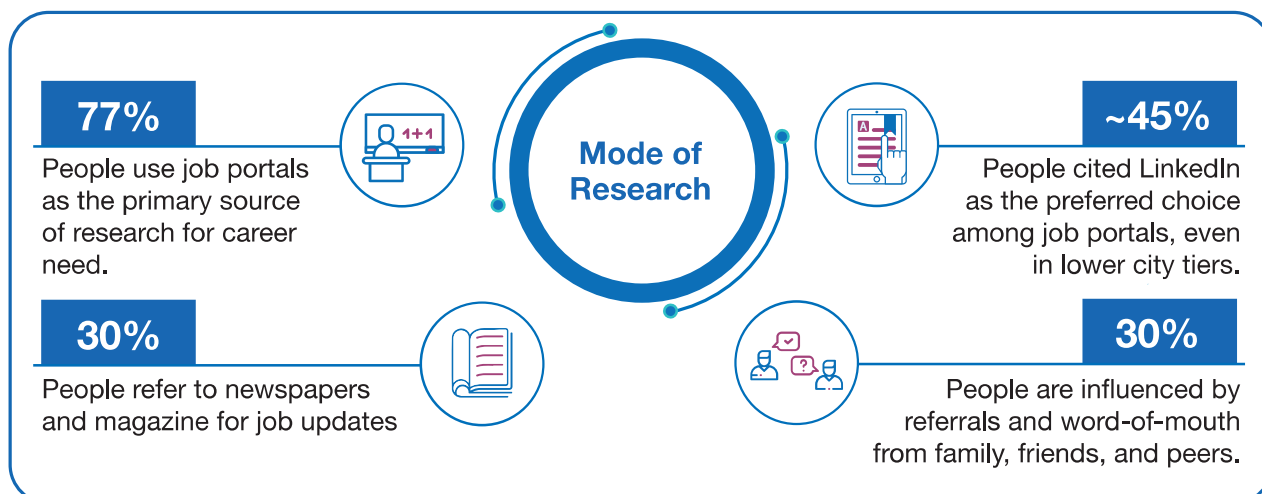 Mode of
Research
77%
People use job portals
as the primary source
of research for career
need.
1+1
A
~45%
People cited LinkedIn
as the preferred choice
among job portals, even
in lower city tiers.
30%
People refer to newspapers
and magazine for job updates
?
30%
People are influenced by
referrals and word-of-mouth
from family, friends, and peers.